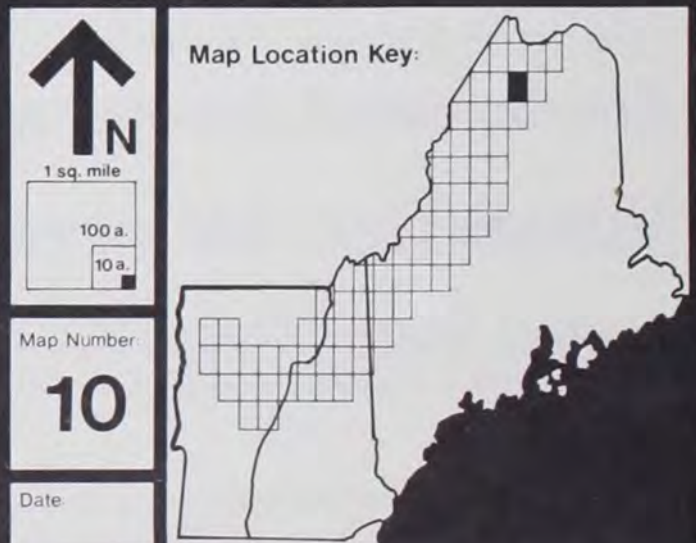 N
1 sq. mile
100 a.
10 a.
Map Number:
10
Date:
Map Location Key: